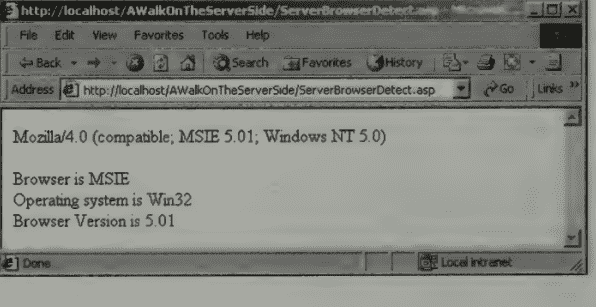 http://localhost/AWalkOnTheServerSide/ServerBrowserDetect.asp
File Edit View Favorites Tools Help
Back Search Favorites History
Address http://localhost/AWalkOnTheServerSide/ServerBrowserDetect.asp Go Links »
Mozilla/4.0 (compatible; MSIE 5.01; Windows NT 5.0)
Browser is MSIE
Operating system is Win32
Browser Version is 5.01
Done Local intranet